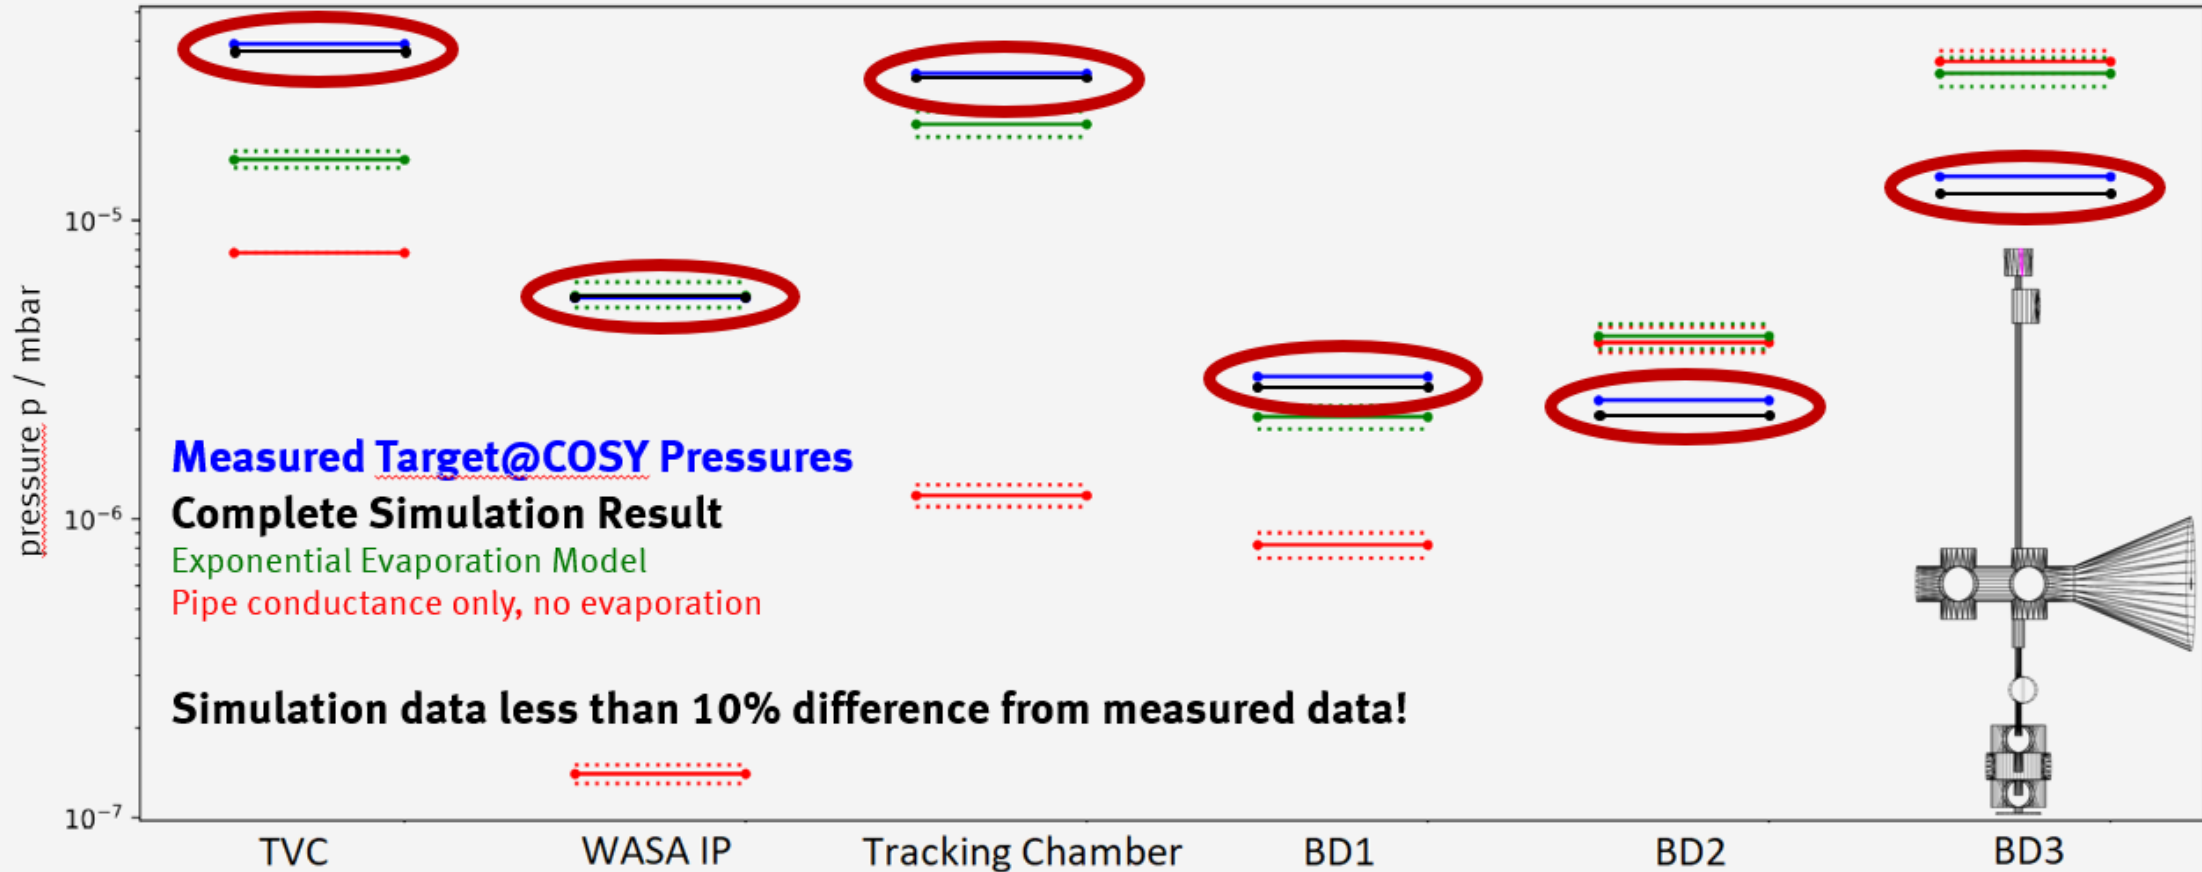 10⁻⁵
10⁻⁶
10⁻⁷
pressure p / mbar
Measured Target@COSY Pressures
Complete Simulation Result
Exponential Evaporation Model
Pipe conductance only, no evaporation
Simulation data less than 10% difference from measured data!
TVC WASA IP Tracking Chamber BD1 BD2 BD3